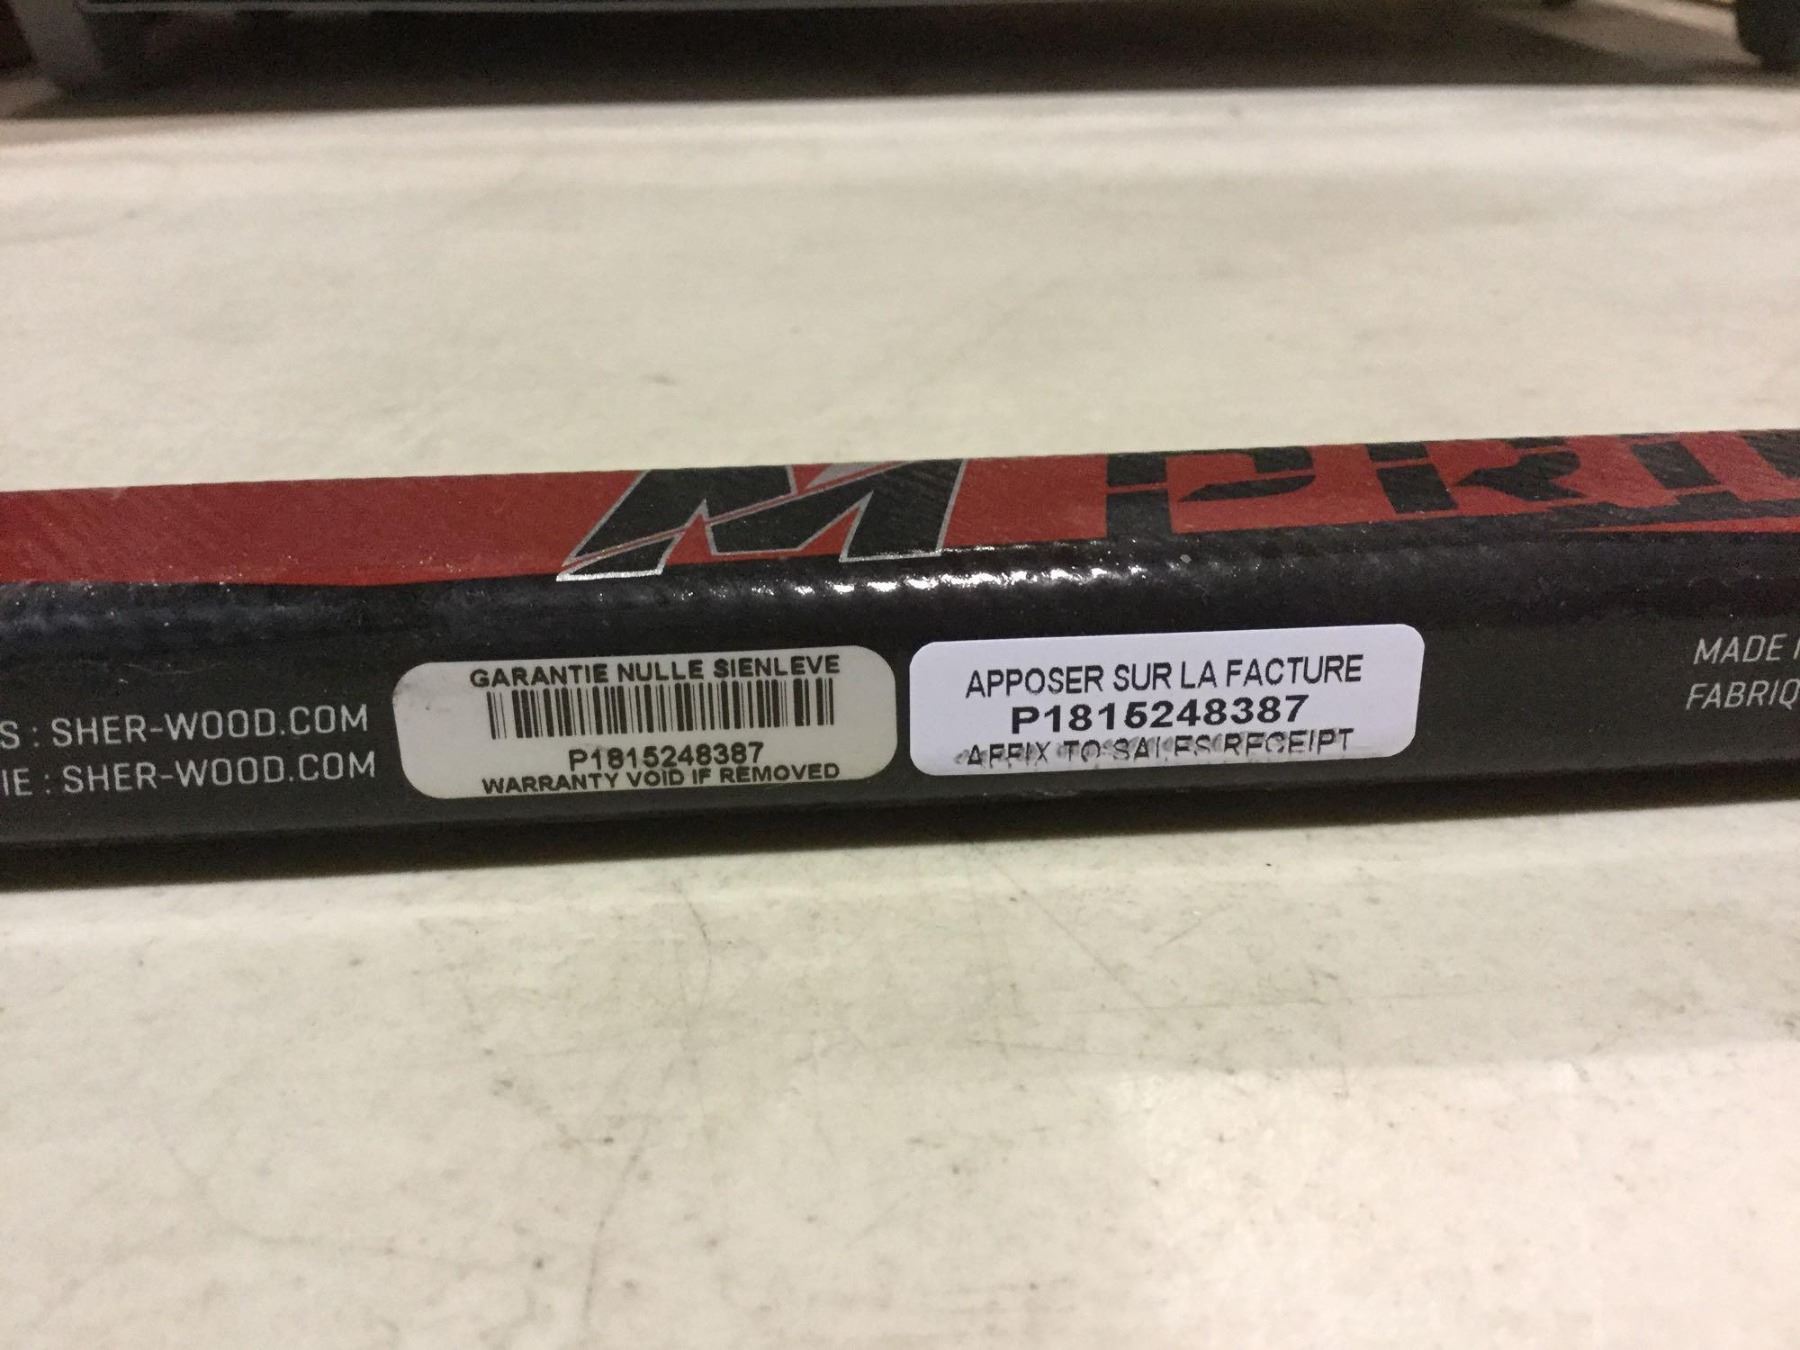 M PRI
S : SHER-WOOD.COM
IE : SHER-WOOD.COM
GARANTIE NULLE SIENLEVE
P1815248387
WARRANTY VOID IF REMOVED
APPOSER SUR LA FACTURE
P1815248387
AFFIX TO SALES RECEIPT
MADE
FABRIQ